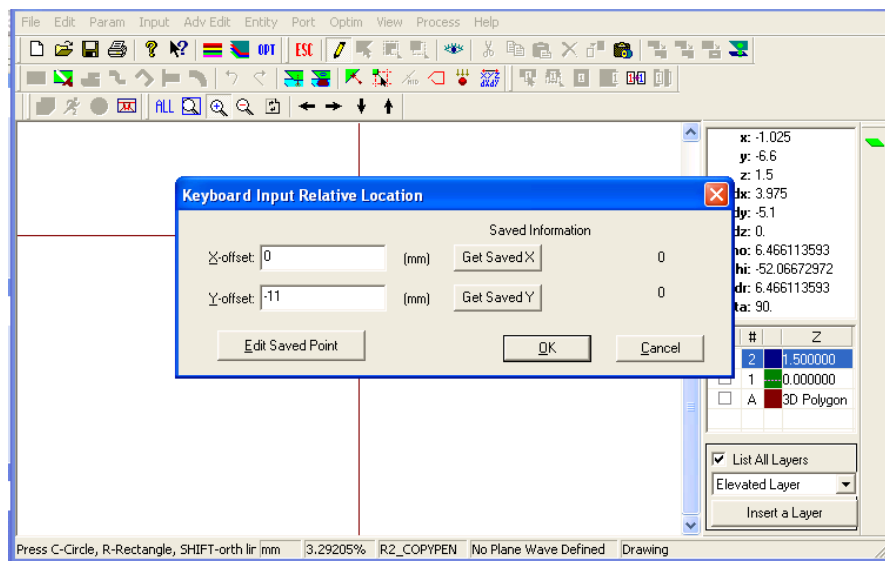 File Edit Param Input Adv Edit Entity Port Optim View Process Help
OPT ESC
ALL
x: -1.025
y: -6.6
z: 1.5
dx: 3.975
dy: -5.1
dz: 0.
ho: 6.466113593
hi: -52.06672972
dr: 6.466113593
ta: 90.
Keyboard Input Relative Location
Saved Information
X-offset: 0 (mm) Get Saved X 0
Y-offset: -11 (mm) Get Saved Y 0
Edit Saved Point OK Cancel
# Z
2 1.500000
1 0.000000
A 3D Polygon
List All Layers
Elevated Layer
Insert a Layer
Press C-Circle, R-Rectangle, SHIFT-orth lir mm 3.29205% R2_COPYPEN No Plane Wave Defined Drawing